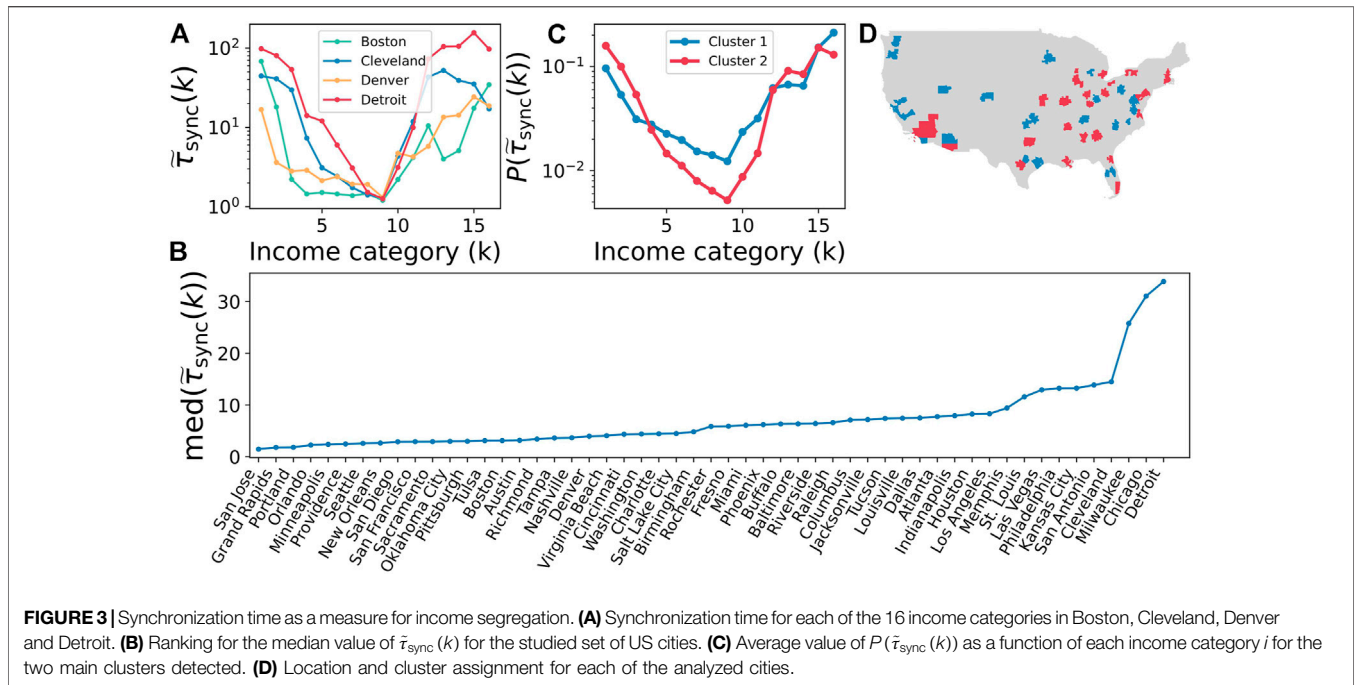 A
τ̃sync(k)
10²
10¹
10⁰
Boston
Cleveland
Denver
Detroit
5 10 15
Income category (k)
C
P(τ̃sync(k))
10⁻¹
10⁻²
Cluster 1
Cluster 2
5 10 15
Income category (k)
D
B
med(τ̃sync(k))
30
20
10
0
San Jose
Grand Rapids
Portland
Orlando
Minneapolis
Providence
Seattle
New Orleans
San Diego
San Francisco
Sacramento
Oklahoma City
Pittsburgh
Tulsa
Boston
Austin
Richmond
Tampa
Nashville
Denver
Virginia Beach
Cincinnati
Washington
Charlotte
Salt Lake City
Birmingham
Rochester
Fresno
Miami
Phoenix
Buffalo
Baltimore
Riverside
Raleigh
Columbus
Jacksonville
Tucson
Louisville
Dallas
Atlanta
Indianapolis
Houston
Los Angeles
Memphis
St. Louis
Las Vegas
Philadelphia
Kansas City
San Antonio
Cleveland
Milwaukee
Chicago
Detroit
FIGURE 3 | Synchronization time as a measure for income segregation. (A) Synchronization time for each of the 16 income categories in Boston, Cleveland, Denver
and Detroit. (B) Ranking for the median value of τ̃sync (k) for the studied set of US cities. (C) Average value of P(τ̃sync (k)) as a function of each income category i for the
two main clusters detected. (D) Location and cluster assignment for each of the analyzed cities.